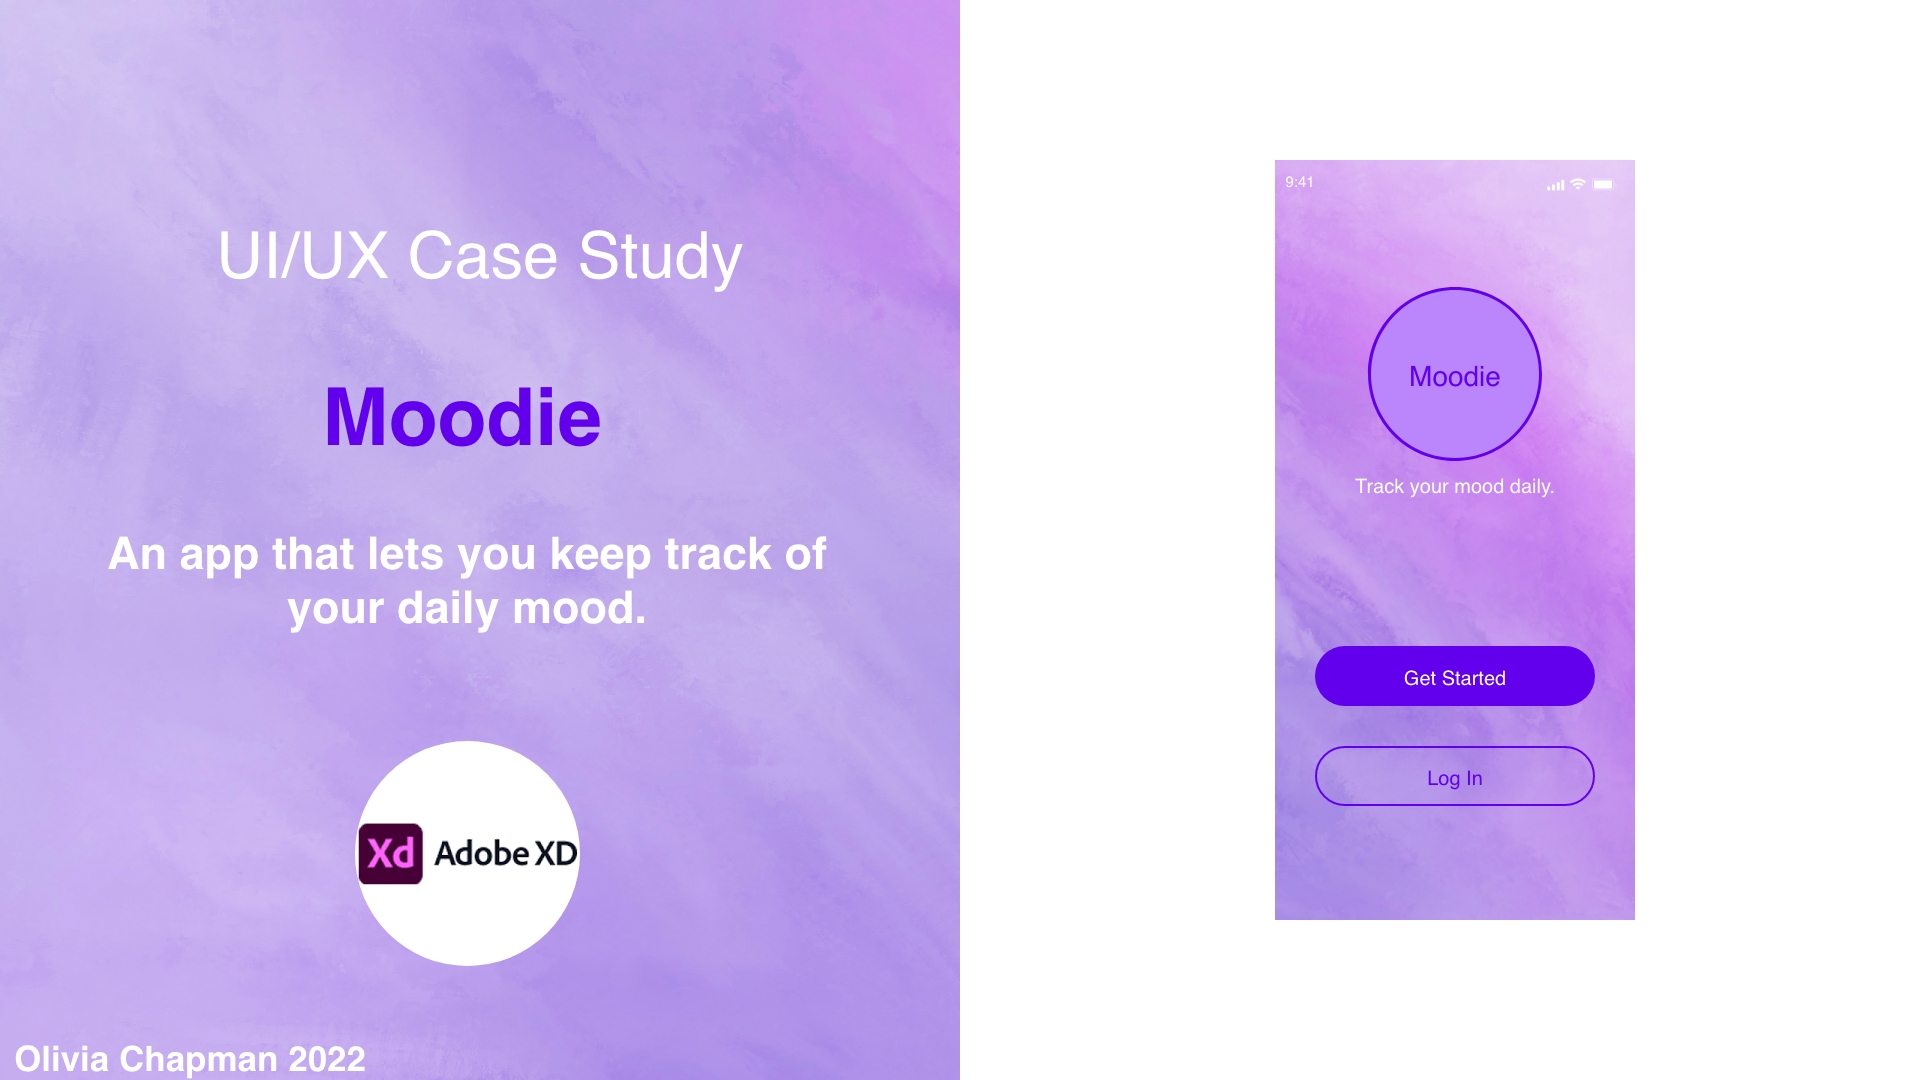 UI/UX Case Study
Moodie
An app that lets you keep track of
your daily mood.
Xd Adobe XD
Olivia Chapman 2022
9:41
Moodie
Track your mood daily.
Get Started
Log In